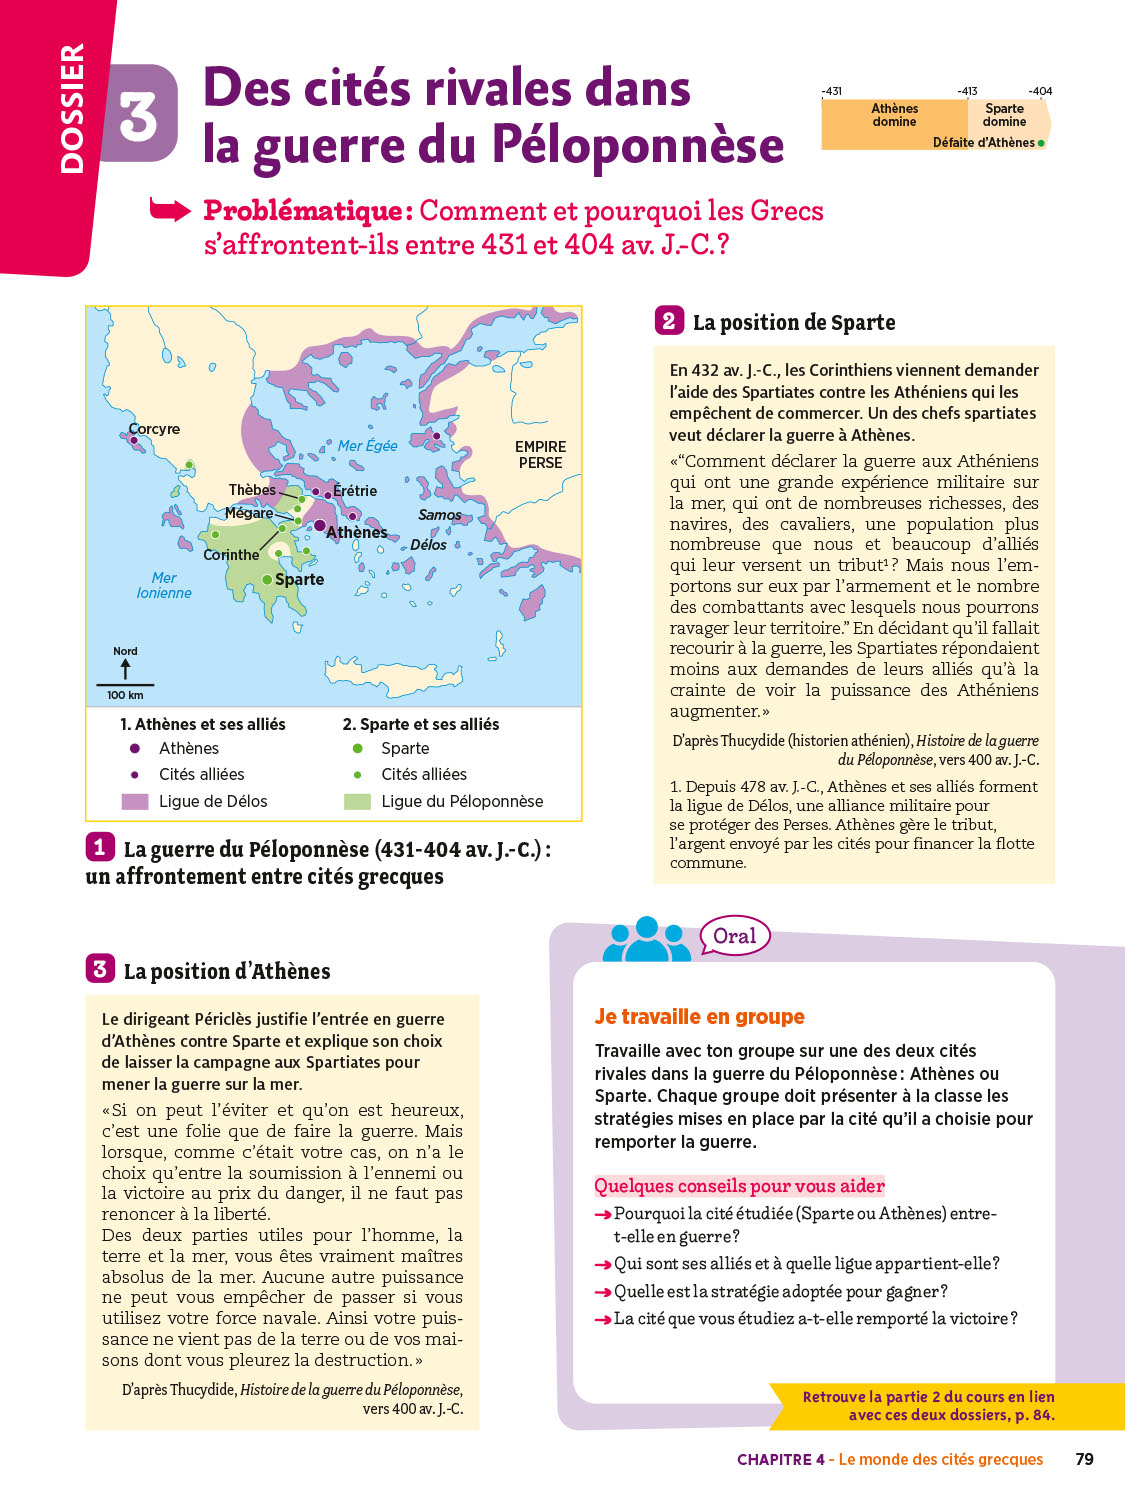 DOSSIER
3
Des cités rivales dans
la guerre du Péloponnèse
-431
-413
-404
Athènes
domine
Sparte
domine
Défaite d'Athènes
Problématique : Comment et pourquoi les Grecs
s'affrontent-ils entre 431 et 404 av. J.-C. ?
Corcyre
Mer Égée
EMPIRE
PERSE
Thèbes
Érétrie
Mégare
Samos
Athènes
Corinthe
Délos
Mer
Ionienne
Sparte
Nord
100 km
1. Athènes et ses alliés
Athènes
Cités alliées
Ligue de Délos
2. Sparte et ses alliés
Sparte
Cités alliées
Ligue du Péloponnèse
1 La guerre du Péloponnèse (431-404 av. J.-C.) :
un affrontement entre cités grecques
2 La position de Sparte
En 432 av. J.-C., les Corinthiens viennent demander
l'aide des Spartiates contre les Athéniens qui les
empêchent de commercer. Un des chefs spartiates
veut déclarer la guerre à Athènes.
« “Comment déclarer la guerre aux Athéniens
qui ont une grande expérience militaire sur
la mer, qui ont de nombreuses richesses, des
navires, des cavaliers, une population plus
nombreuse que nous et beaucoup d'alliés
qui leur versent un tribut¹ ? Mais nous l'em-
portons sur eux par l'armement et le nombre
des combattants avec lesquels nous pourrons
ravager leur territoire.” En décidant qu'il fallait
recourir à la guerre, les Spartiates répondaient
moins aux demandes de leurs alliés qu'à la
crainte de voir la puissance des Athéniens
augmenter. »
D'après Thucydide (historien athénien), Histoire de la guerre
du Péloponnèse, vers 400 av. J.-C.
1. Depuis 478 av. J.-C., Athènes et ses alliés forment
la ligue de Délos, une alliance militaire pour
se protéger des Perses. Athènes gère le tribut,
l'argent envoyé par les cités pour financer la flotte
commune.
3 La position d'Athènes
Le dirigeant Périclès justifie l'entrée en guerre
d'Athènes contre Sparte et explique son choix
de laisser la campagne aux Spartiates pour
mener la guerre sur la mer.
« Si on peut l'éviter et qu'on est heureux,
c'est une folie que de faire la guerre. Mais
lorsque, comme c'était votre cas, on n'a le
choix qu'entre la soumission à l'ennemi ou
la victoire au prix du danger, il ne faut pas
renoncer à la liberté.
Des deux parties utiles pour l'homme, la
terre et la mer, vous êtes vraiment maîtres
absolus de la mer. Aucune autre puissance
ne peut vous empêcher de passer si vous
utilisez votre force navale. Ainsi votre puis-
sance ne vient pas de la terre ou de vos mai-
sons dont vous pleurez la destruction. »
D'après Thucydide, Histoire de la guerre du Péloponnèse,
vers 400 av. J.-C.
Oral
Je travaille en groupe
Travaille avec ton groupe sur une des deux cités
rivales dans la guerre du Péloponnèse : Athènes ou
Sparte. Chaque groupe doit présenter à la classe les
stratégies mises en place par la cité qu'il a choisie pour
remporter la guerre.
Quelques conseils pour vous aider
Pourquoi la cité étudiée (Sparte ou Athènes) entre-
t-elle en guerre ?
Qui sont ses alliés et à quelle ligue appartient-elle ?
Quelle est la stratégie adoptée pour gagner ?
La cité que vous étudiez a-t-elle remporté la victoire ?
Retrouve la partie 2 du cours en lien
avec ces deux dossiers, p. 84.
CHAPITRE 4 - Le monde des cités grecques 79